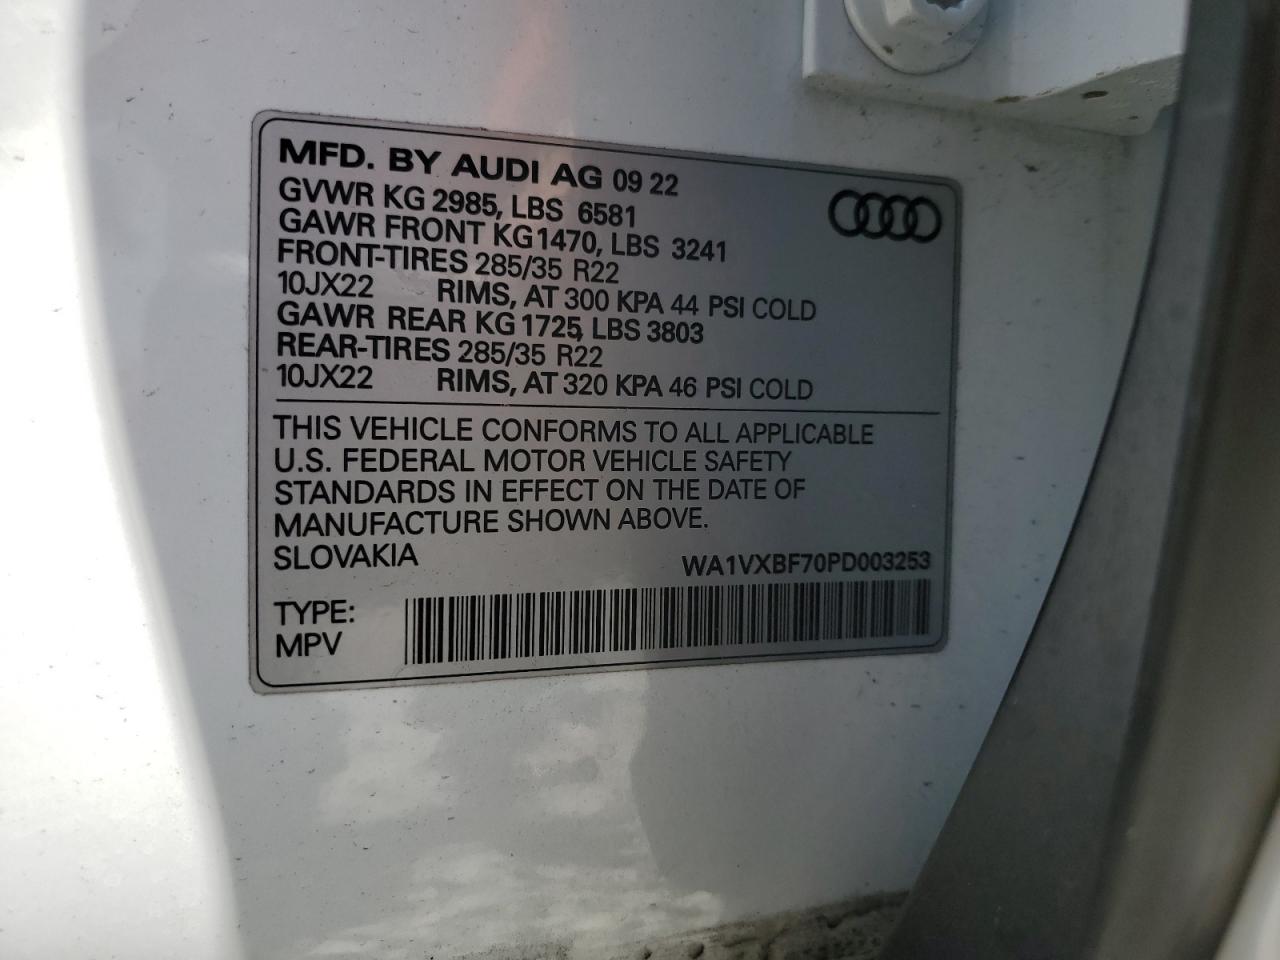 MFD. BY AUDI AG 09 22
GVWR KG 2985, LBS 6581
GAWR FRONT KG1470, LBS 3241
FRONT-TIRES 285/35 R22
10JX22 RIMS, AT 300 KPA 44 PSI COLD
GAWR REAR KG 1725, LBS 3803
REAR-TIRES 285/35 R22
10JX22 RIMS, AT 320 KPA 46 PSI COLD
THIS VEHICLE CONFORMS TO ALL APPLICABLE
U.S. FEDERAL MOTOR VEHICLE SAFETY
STANDARDS IN EFFECT ON THE DATE OF
MANUFACTURE SHOWN ABOVE.
SLOVAKIA WA1VXBF70PD003253
TYPE:
MPV